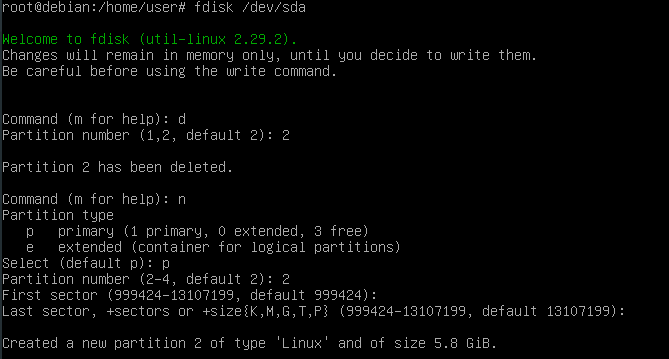 root@debian:/home/user# fdisk /dev/sda
Welcome to fdisk (util-linux 2.29.2).
Changes will remain in memory only, until you decide to write them.
Be careful before using the write command.
Command (m for help): d
Partition number (1,2, default 2): 2
Partition 2 has been deleted.
Command (m for help): n
Partition type
   p   primary (1 primary, 0 extended, 3 free)
   e   extended (container for logical partitions)
Select (default p): p
Partition number (2-4, default 2): 2
First sector (999424-13107199, default 999424):
Last sector, +sectors or +size{K,M,G,T,P} (999424-13107199, default 13107199):
Created a new partition 2 of type 'Linux' and of size 5.8 GiB.